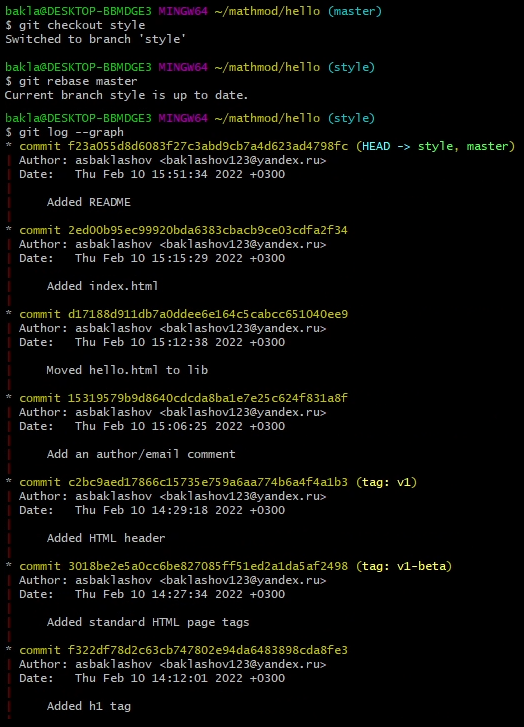 bakla@DESKTOP-BBMDGE3 MINGW64 ~/mathmod/hello (master)
$ git checkout style
Switched to branch 'style'
bakla@DESKTOP-BBMDGE3 MINGW64 ~/mathmod/hello (style)
$ git rebase master
Current branch style is up to date.
bakla@DESKTOP-BBMDGE3 MINGW64 ~/mathmod/hello (style)
$ git log --graph
* commit f23a055d8d6083f27c3abd9cb7a4d623ad4798fc (HEAD -> style, master)
| Author: asbaklashov <baklashov123@yandex.ru>
| Date:   Thu Feb 10 15:51:34 2022 +0300
|
|     Added README
|
* commit 2ed00b95ec99920bda6383cbacb9ce03cdfa2f34
| Author: asbaklashov <baklashov123@yandex.ru>
| Date:   Thu Feb 10 15:15:29 2022 +0300
|
|     Added index.html
|
* commit d17188d911db7a0ddee6e164c5cabcc651040ee9
| Author: asbaklashov <baklashov123@yandex.ru>
| Date:   Thu Feb 10 15:12:38 2022 +0300
|
|     Moved hello.html to lib
|
* commit 15319579b9d8640cdcda8ba1e7e25c624f831a8f
| Author: asbaklashov <baklashov123@yandex.ru>
| Date:   Thu Feb 10 15:06:25 2022 +0300
|
|     Add an author/email comment
|
* commit c2bc9aed17866c15735e759a6aa774b6a4f4a1b3 (tag: v1)
| Author: asbaklashov <baklashov123@yandex.ru>
| Date:   Thu Feb 10 14:29:18 2022 +0300
|
|     Added HTML header
|
* commit 3018be2e5a0cc6be827085ff51ed2a1da5af2498 (tag: v1-beta)
| Author: asbaklashov <baklashov123@yandex.ru>
| Date:   Thu Feb 10 14:27:34 2022 +0300
|
|     Added standard HTML page tags
|
* commit f322df78d2c63cb747802e94da6483898cda8fe3
| Author: asbaklashov <baklashov123@yandex.ru>
| Date:   Thu Feb 10 14:12:01 2022 +0300
|
|     Added h1 tag
|